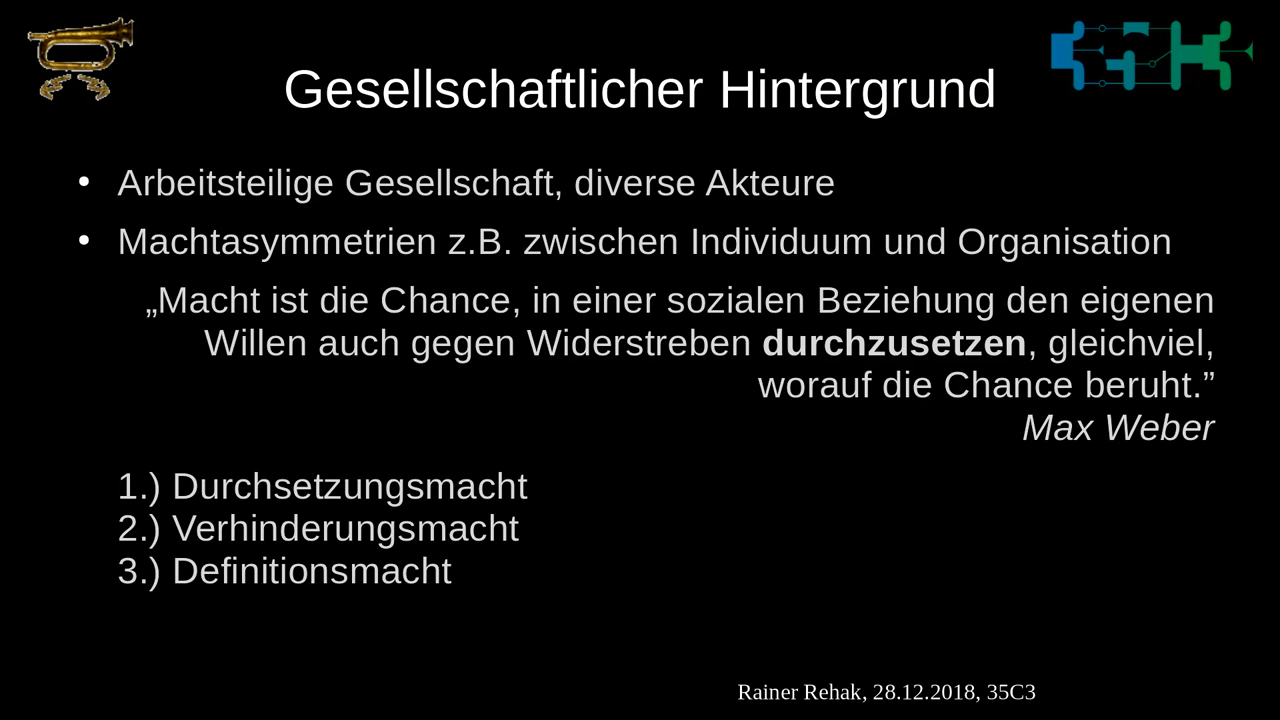 Gesellschaftlicher Hintergrund
• Arbeitsteilige Gesellschaft, diverse Akteure
• Machtasymmetrien z.B. zwischen Individuum und Organisation
„Macht ist die Chance, in einer sozialen Beziehung den eigenen
Willen auch gegen Widerstreben durchzusetzen, gleichviel,
worauf die Chance beruht.”
Max Weber
1.) Durchsetzungsmacht
2.) Verhinderungsmacht
3.) Definitionsmacht
Rainer Rehak, 28.12.2018, 35C3